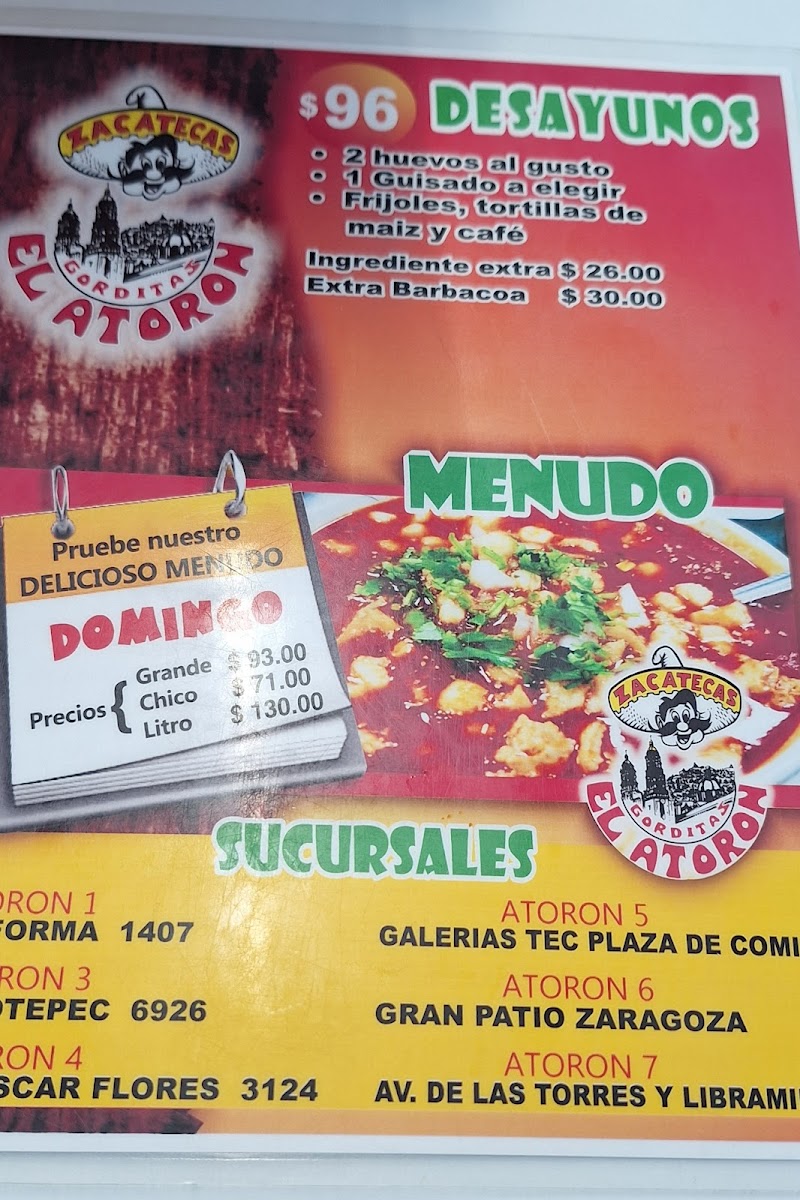 ZACATECAS
GORDITAS
EL ATORON
$96 DESAYUNOS
• 2 huevos al gusto
• 1 Guisado a elegir
• Frijoles, tortillas de
maiz y café
Ingrediente extra $ 26.00
Extra Barbacoa $ 30.00
MENUDO
Pruebe nuestro
DELICIOSO MENUDO
DOMINGO
Precios { Grande $ 93.00
Chico $ 71.00
Litro $ 130.00
ZACATECAS
GORDITAS
EL ATORON
SUCURSALES
ORON 1
FORMA 1407
RON 3
OTEPEC 6926
RON 4
SCAR FLORES 3124
ATORON 5
GALERIAS TEC PLAZA DE COMI
ATORON 6
GRAN PATIO ZARAGOZA
ATORON 7
AV. DE LAS TORRES Y LIBRAMI